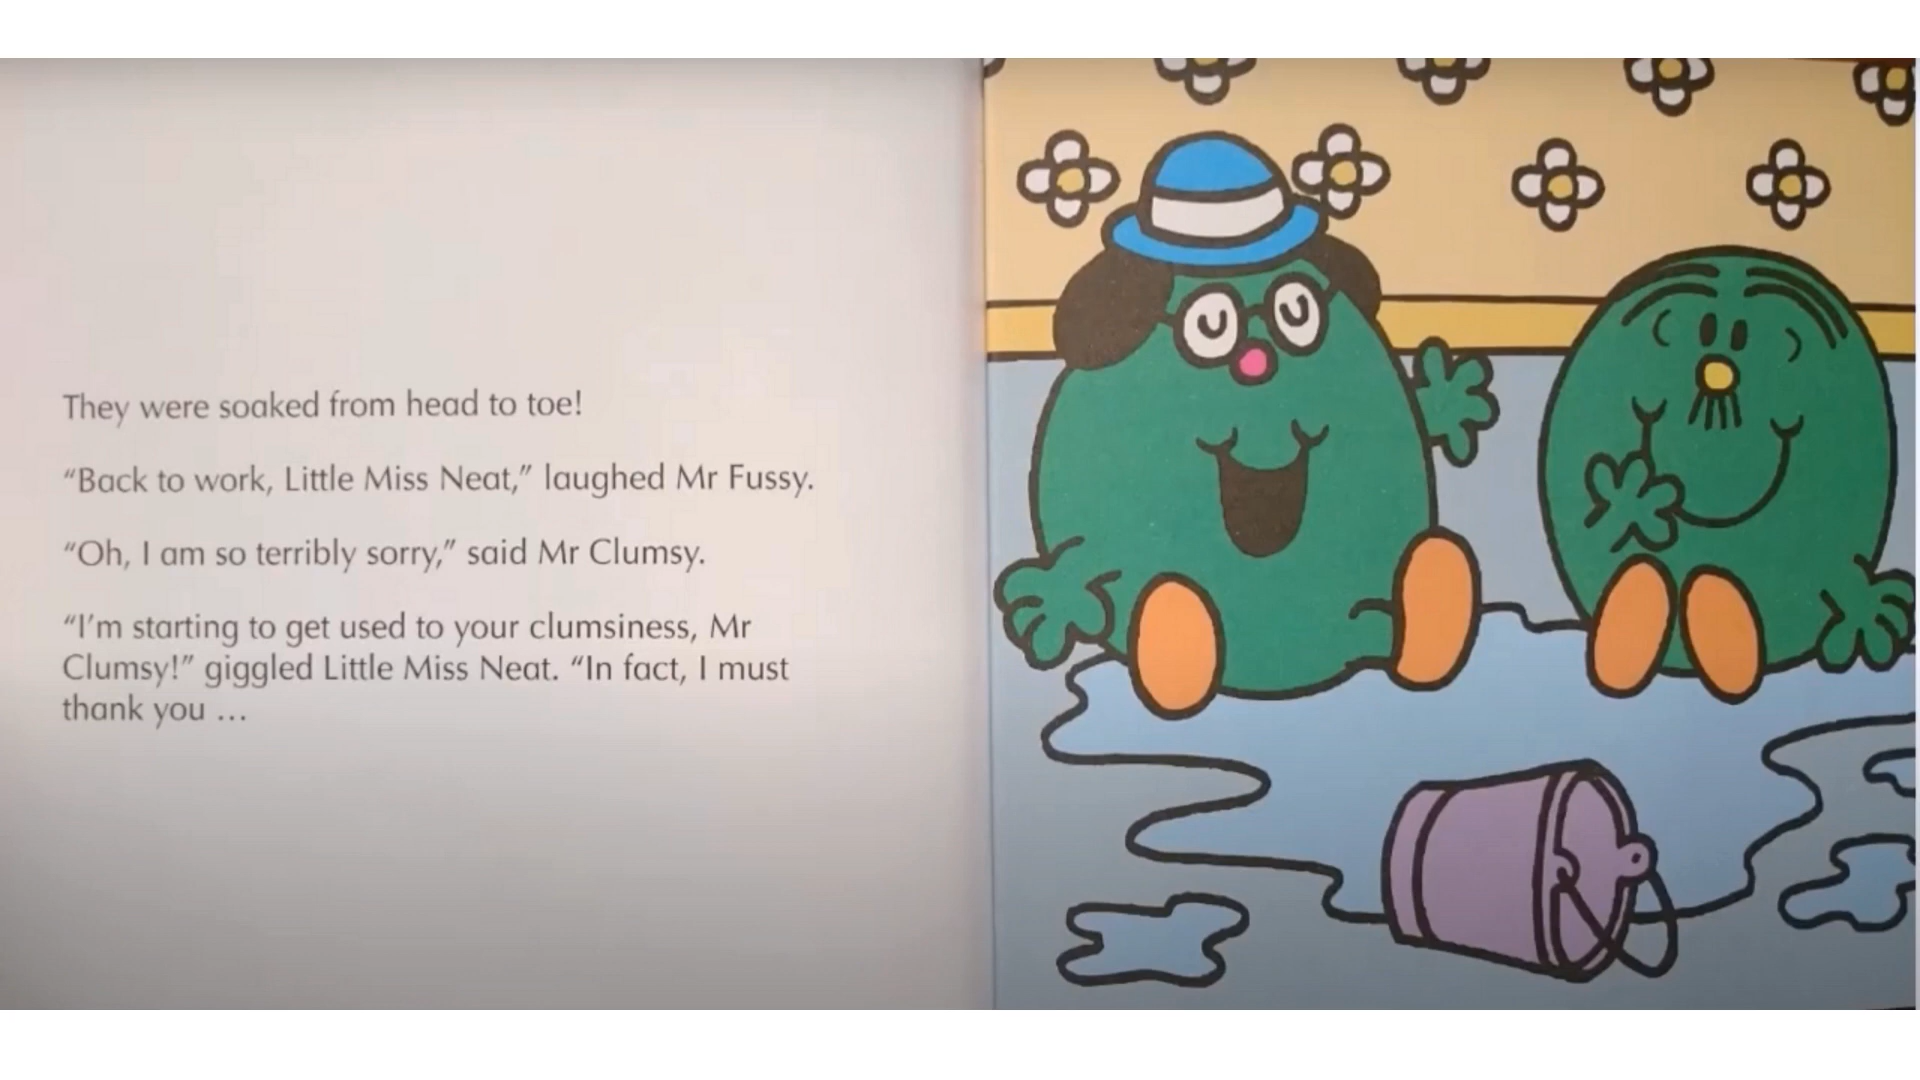 They were soaked from head to toe!
“Back to work, Little Miss Neat,” laughed Mr Fussy.
“Oh, I am so terribly sorry,” said Mr Clumsy.
“I’m starting to get used to your clumsiness, Mr
Clumsy!” giggled Little Miss Neat. “In fact, I must
thank you …